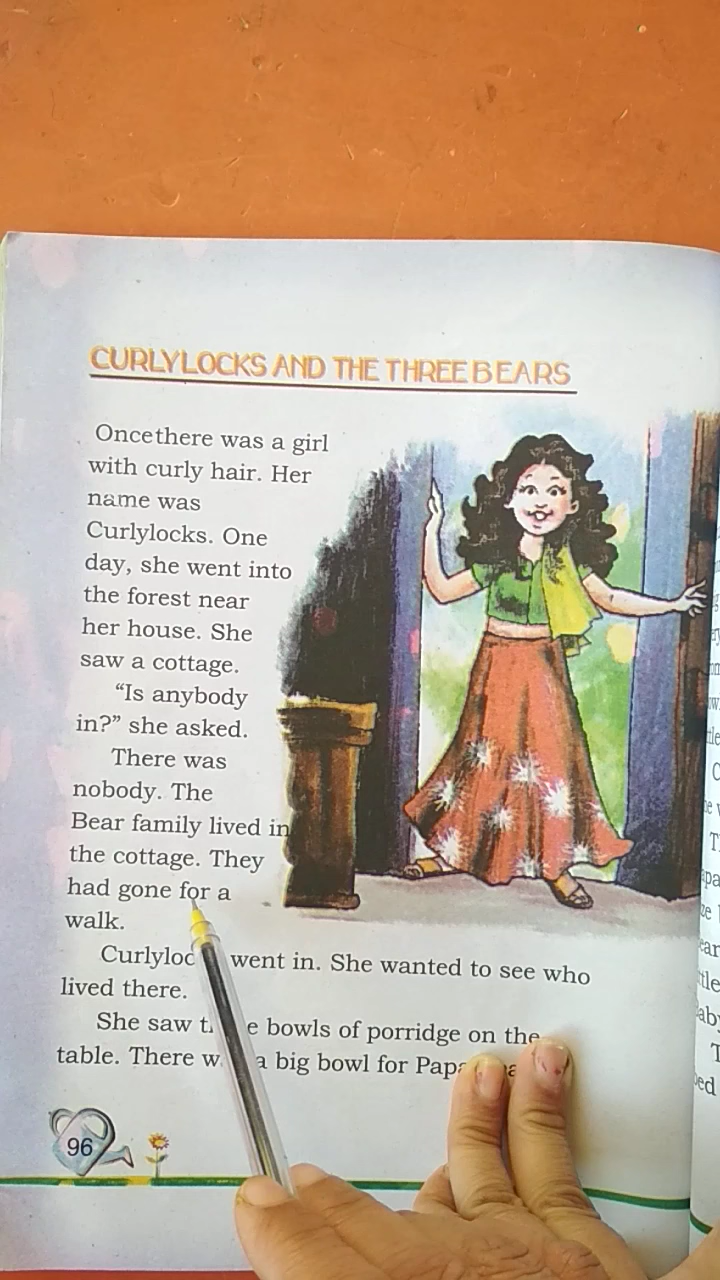 CURLYLOCKS AND THE THREE BEARS
Once there was a girl
with curly hair. Her
name was
Curlylocks. One
day, she went into
the forest near
her house. She
saw a cottage.
“Is anybody
in?” she asked.
There was
nobody. The
Bear family lived in
the cottage. They
had gone for a
walk.
went in. She wanted to see who
lived there.
She saw bowls of porridge on the
table. There a big bowl for
96